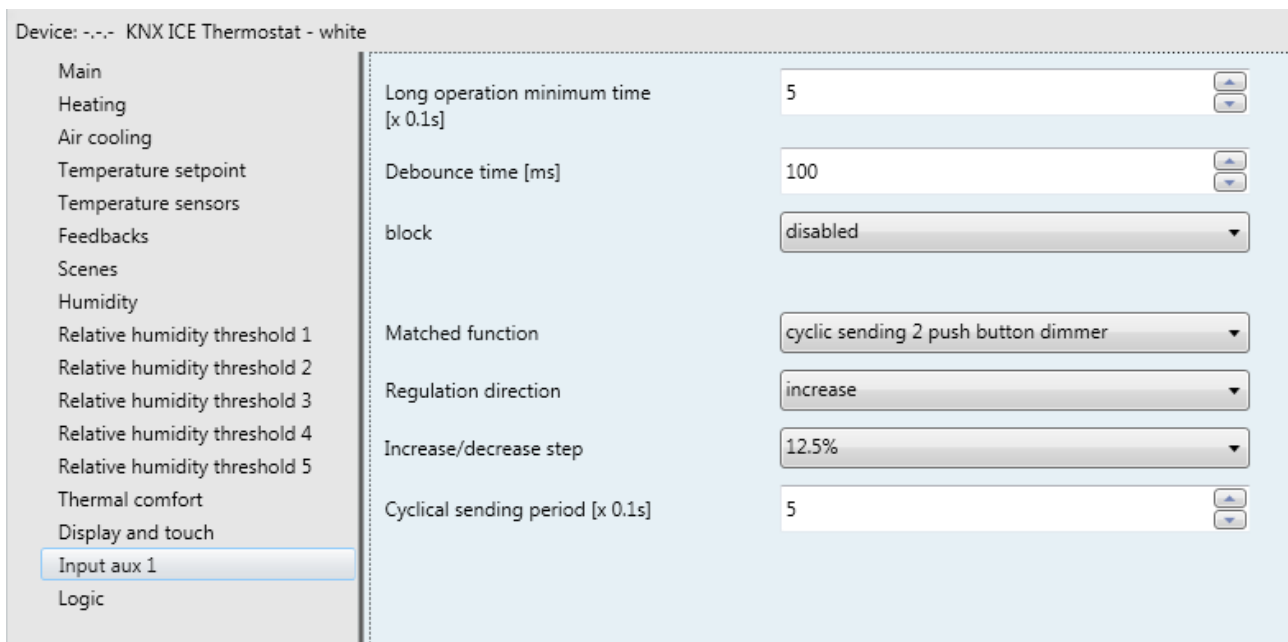 Device: -.-.-  KNX ICE Thermostat - white
Main
Heating
Air cooling
Temperature setpoint
Temperature sensors
Feedbacks
Scenes
Humidity
Relative humidity threshold 1
Relative humidity threshold 2
Relative humidity threshold 3
Relative humidity threshold 4
Relative humidity threshold 5
Thermal comfort
Display and touch
Input aux 1
Logic
Long operation minimum time
[x 0.1s]
5
Debounce time [ms]
100
block
disabled
Matched function
cyclic sending 2 push button dimmer
Regulation direction
increase
Increase/decrease step
12.5%
Cyclical sending period [x 0.1s]
5